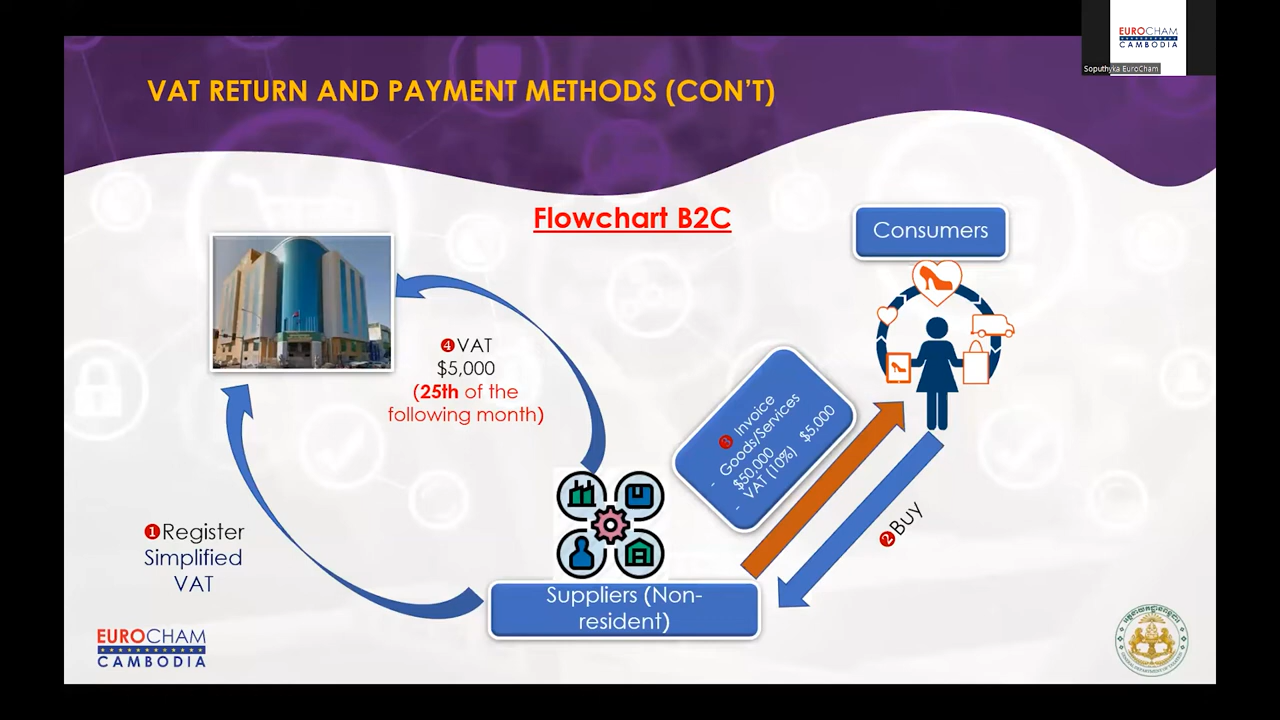 EUROCHAM
CAMBODIA
Soputhyka EuroCham
VAT RETURN AND PAYMENT METHODS (CON'T)
Flowchart B2C
Consumers
❹VAT
$5,000
(25th of the
following month)
❸ Invoice
- Goods/Services
$50,000
- VAT (10%) $5,000
❷Buy
❶Register
Simplified
VAT
Suppliers (Non-
resident)
EUROCHAM
CAMBODIA